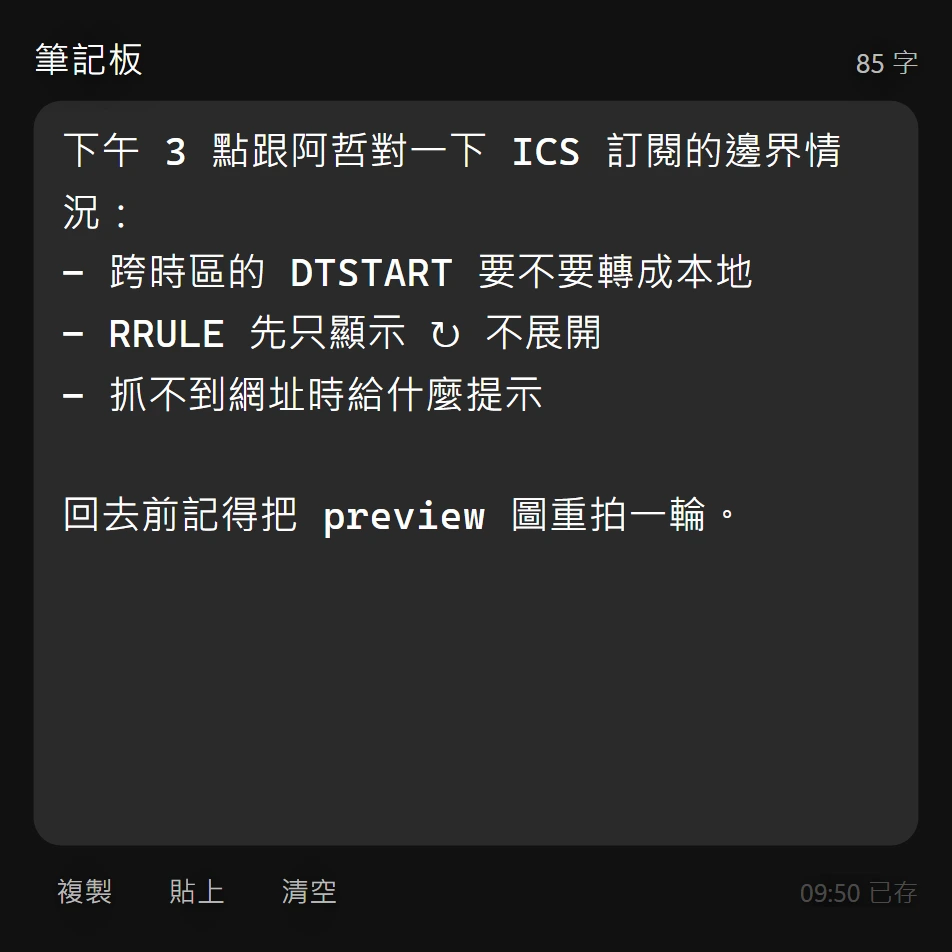 筆記板
85 字
下午 3 點跟阿哲對一下 ICS 訂閱的邊界情
況：
- 跨時區的 DTSTART 要不要轉成本地
- RRULE 先只顯示 ↻ 不展開
- 抓不到網址時給什麼提示
回去前記得把 preview 圖重拍一輪。
複製 貼上 清空
09:50 已存